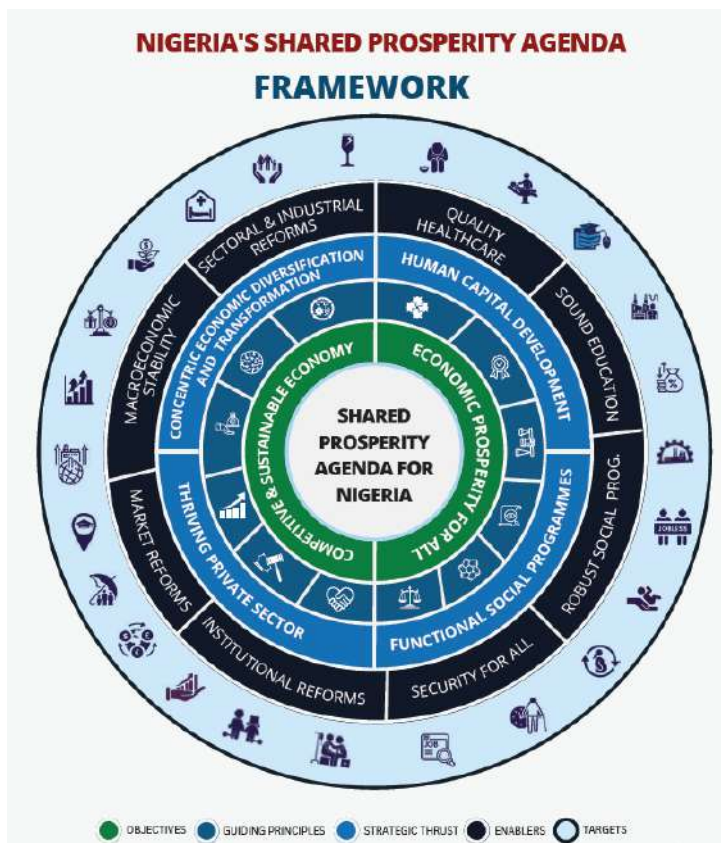 NIGERIA'S SHARED PROSPERITY AGENDA
FRAMEWORK
SECTORAL & INDUSTRIAL
REFORMS
QUALITY
HEALTHCARE
SOUND EDUCATION
ROBUST SOCIAL PROG.
SECURITY FOR ALL
INSTITUTIONAL REFORMS
MARKET REFORMS
MACROECONOMIC
STABILITY
CONCENTRIC ECONOMIC DIVERSIFICATION
AND TRANSFORMATION
HUMAN CAPITAL DEVELOPMENT
FUNCTIONAL SOCIAL PROGRAMMES
THRIVING PRIVATE SECTOR
COMPETITIVE & SUSTAINABLE ECONOMY
ECONOMIC PROSPERITY FOR ALL
SHARED
PROSPERITY
AGENDA FOR
NIGERIA
JOBLESS
JOB
OBJECTIVES
GUIDING PRINCIPLES
STRATEGIC THRUST
ENABLERS
TARGETS